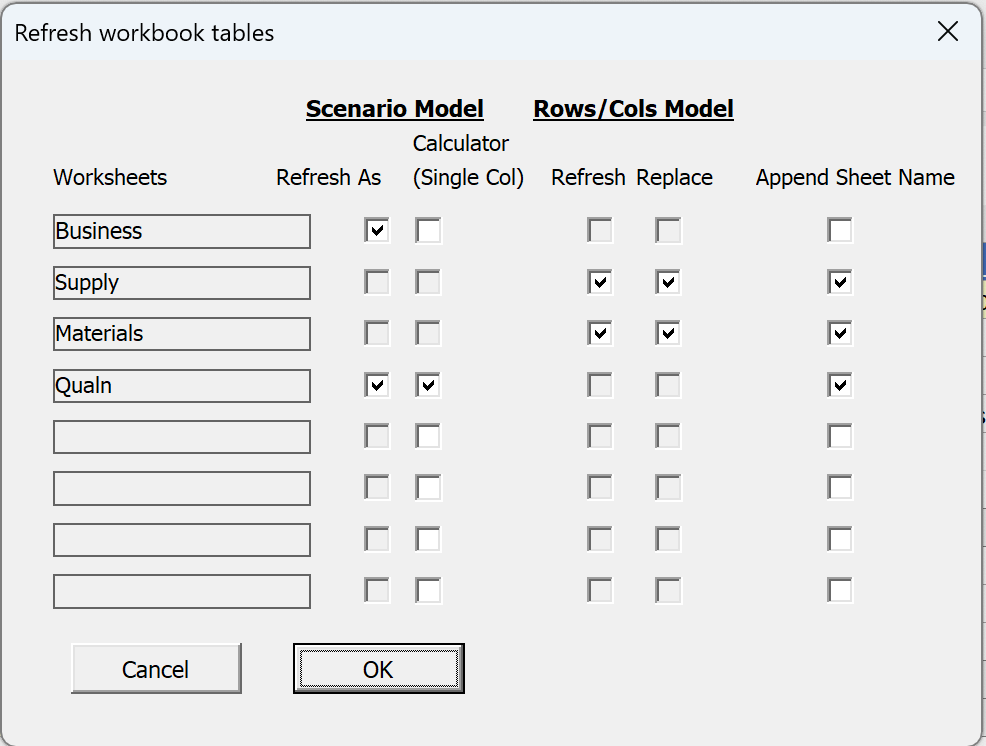 Refresh workbook tables
Scenario Model Rows/Cols Model
Calculator
Worksheets Refresh As (Single Col) Refresh Replace Append Sheet Name
Business
Supply
Materials
Qualn
Cancel OK